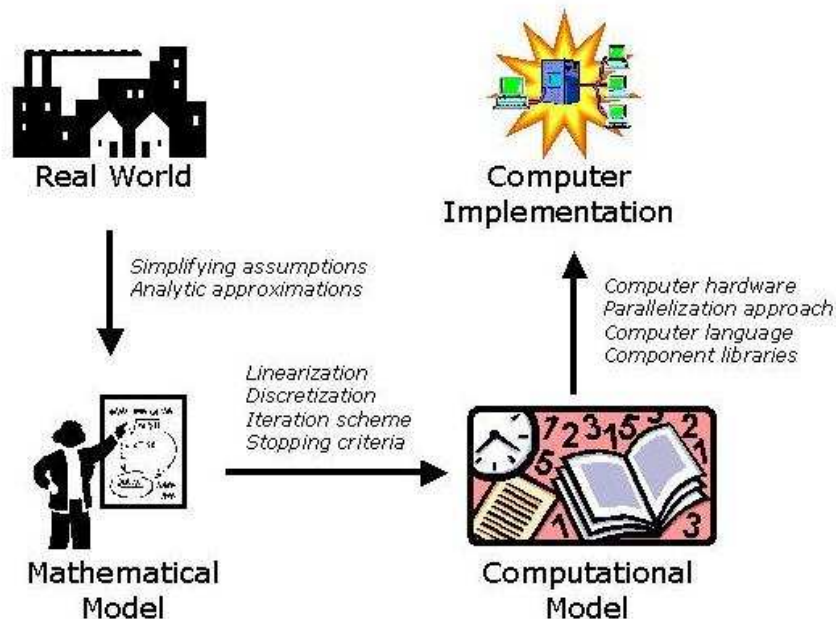 Real World
Computer
Implementation
Simplifying assumptions
Analytic approximations
Computer hardware
Parallelization approach
Computer language
Component libraries
Linearization
Discretization
Iteration scheme
Stopping criteria
Mathematical
Model
Computational
Model